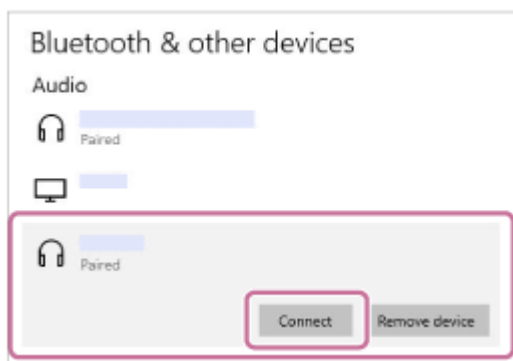 Bluetooth & other devices
Audio
Paired
Paired
Connect Remove device